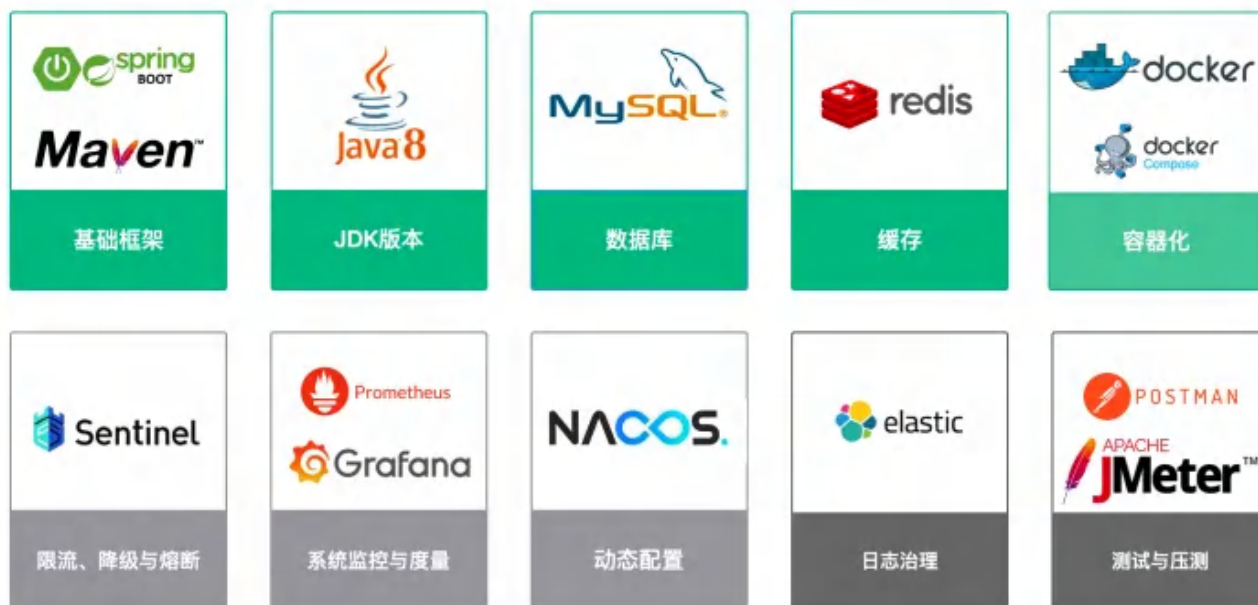 spring
BOOT
Maven™
基础框架
Java 8
JDK版本
MySQL®
数据库
redis
缓存
docker
docker
Compose
容器化
Sentinel
限流、降级与熔断
Prometheus
Grafana
系统监控与度量
NACOS.
动态配置
elastic
日志治理
POSTMAN
APACHE
JMeter™
测试与压测